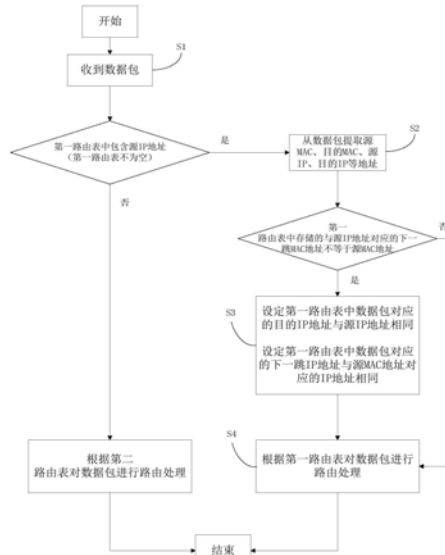 开始
S1
收到数据包
第一路由表中包含源IP地址
（第一路由表不为空）
是
否
S2
从数据包提取源
MAC、目的MAC、源
IP、目的IP等地址
第一
路由表中存储的与源IP地址对应的下一
跳MAC地址不等于源MAC地址
否
是
S3
设定第一路由表中数据包对应
的目的IP地址与源IP地址相同
设定第一路由表中数据包对应
的下一跳IP地址与源MAC地址对
应的IP地址相同
S4
根据第二
路由表对数据包进行路由处理
根据第一路由表对数据包进行
路由处理
结束